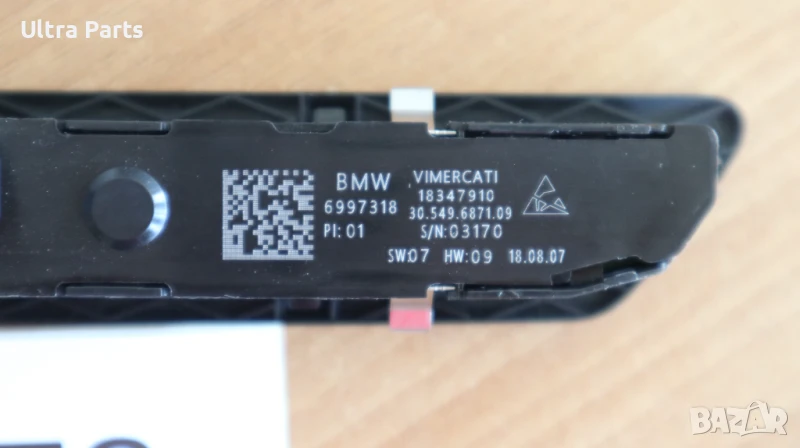 Ultra Parts
BMW VIMERCATI
18347910
6997318 30.549.6871.09
PI: 01 S/N:03170
SW:07 HW:09 18.08.07
BAZAR